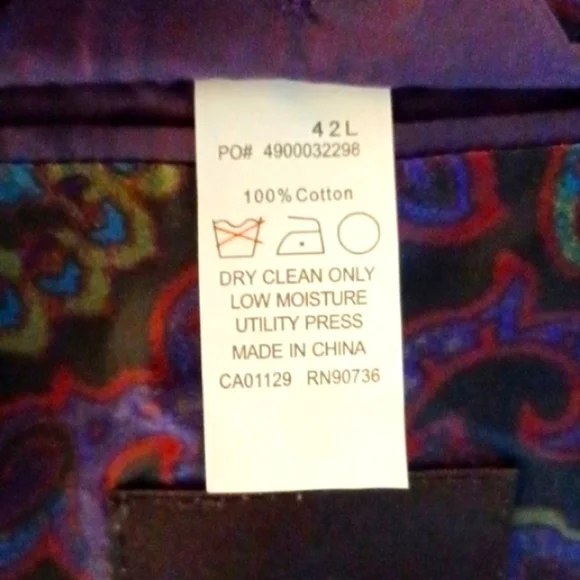 42L
PO# 4900032298
100% Cotton
DRY CLEAN ONLY
LOW MOISTURE
UTILITY PRESS
MADE IN CHINA
CA01129 RN90736